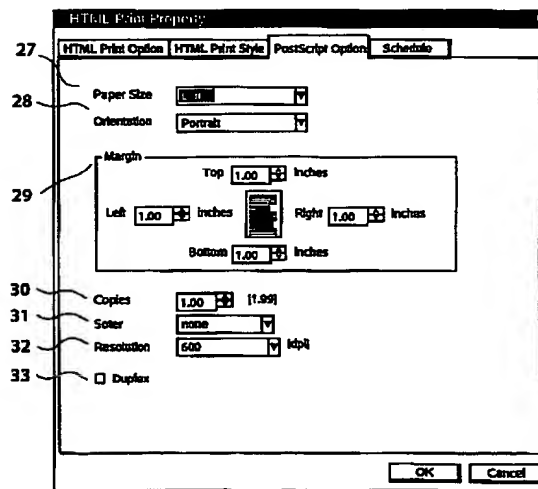 HTML Print Property
HTML Print Option HTML Print Style PostScript Option Schedule
27 Paper Size
28 Orientation Portrait
29 Margin
Top 1.00 Inches
Left 1.00 Inches Right 1.00 Inches
Bottom 1.00 Inches
30 Copies 1.00 [1.99]
31 Soter none
32 Resolution 600 [dpi]
33 Duplex
OK Cancel